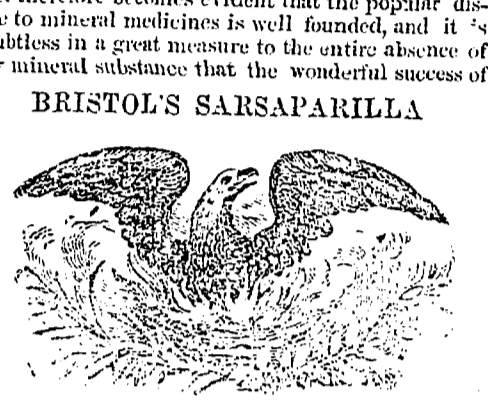 therefore becomes evident that the popular dis-
e to mineral medicines is well founded, and it is
ubtless in a great measure to the entire absence of
mineral substance that the wonderful success of
BRISTOL'S SARSAPARILLA